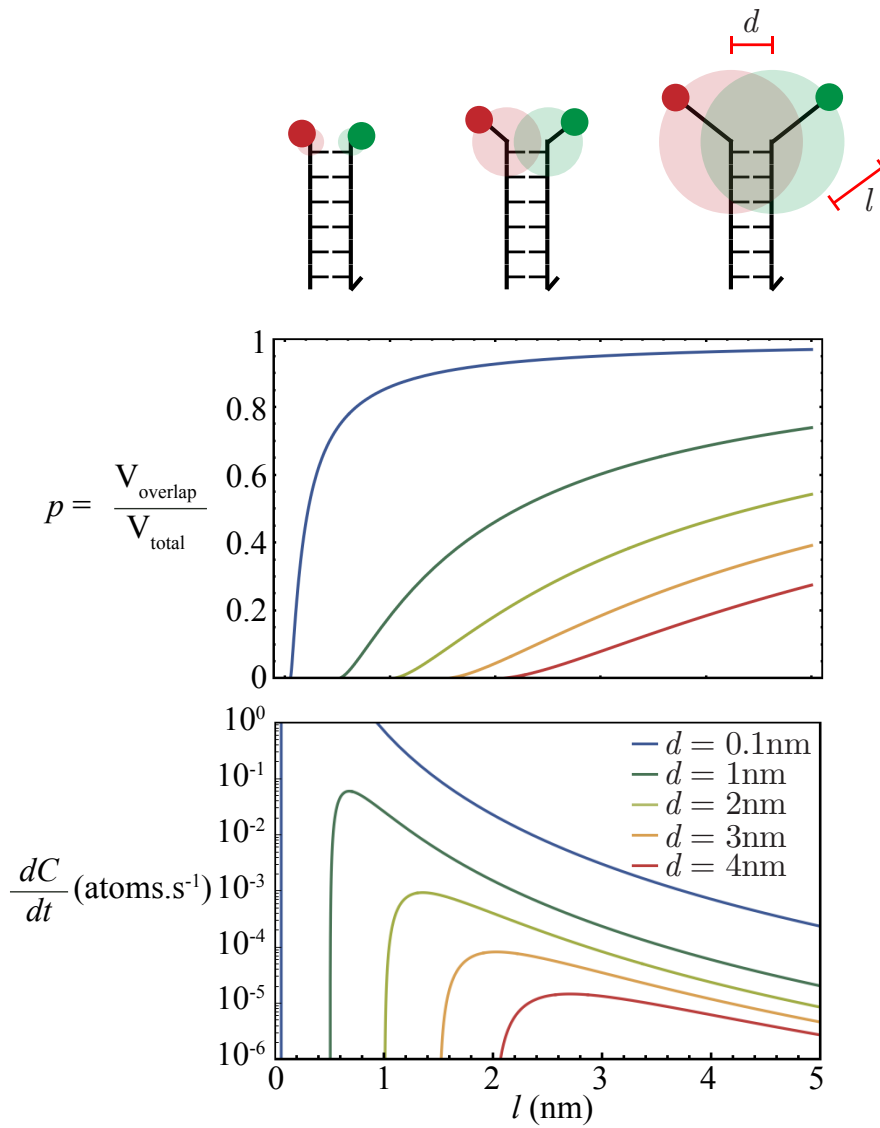 d
l
1
0.8
0.6
0.4
0.2
0
p = V_overlap / V_total
10^0
10^-1
10^-2
10^-3
10^-4
10^-5
10^-6
dC/dt (atoms.s^-1)
d = 0.1nm
d = 1nm
d = 2nm
d = 3nm
d = 4nm
0 1 2 3 4 5
l (nm)